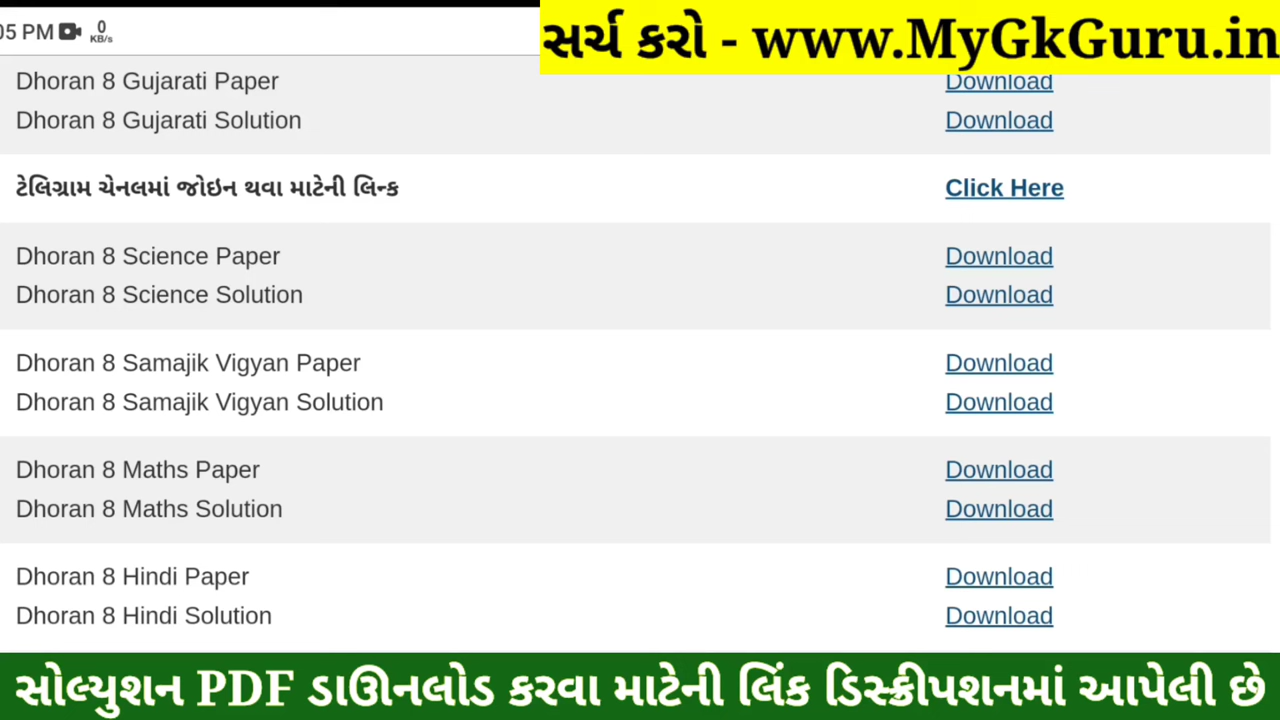 05 PM 0 KB/s
સર્ચ કરો - www.MyGkGuru.in
Dhoran 8 Gujarati Paper Download
Dhoran 8 Gujarati Solution Download
ટેલિગ્રામ ચેનલમાં જોઇન થવા માટેની લિન્ક Click Here
Dhoran 8 Science Paper Download
Dhoran 8 Science Solution Download
Dhoran 8 Samajik Vigyan Paper Download
Dhoran 8 Samajik Vigyan Solution Download
Dhoran 8 Maths Paper Download
Dhoran 8 Maths Solution Download
Dhoran 8 Hindi Paper Download
Dhoran 8 Hindi Solution Download
સોલ્યુશન PDF ડાઊનલોડ કરવા માટેની લિંક ડિસ્ક્રીપશનમાં આપેલી છે